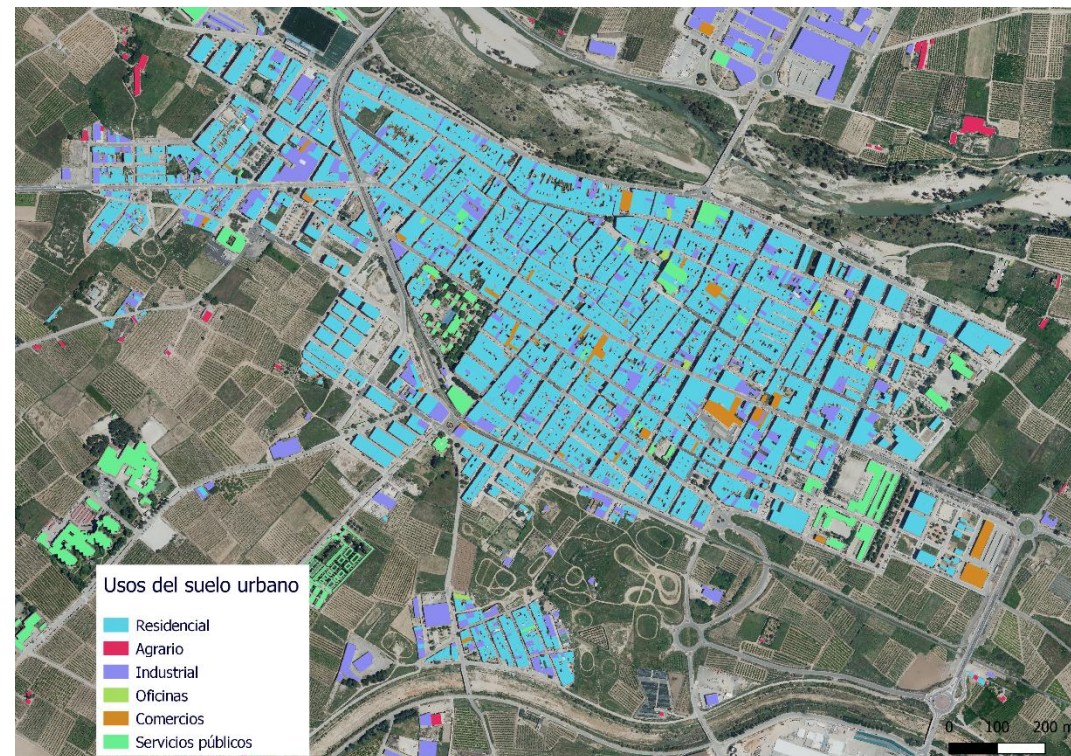 Usos del suelo urbano
Residencial
Agrario
Industrial
Oficinas
Comercios
Servicios públicos
0 100 200 m